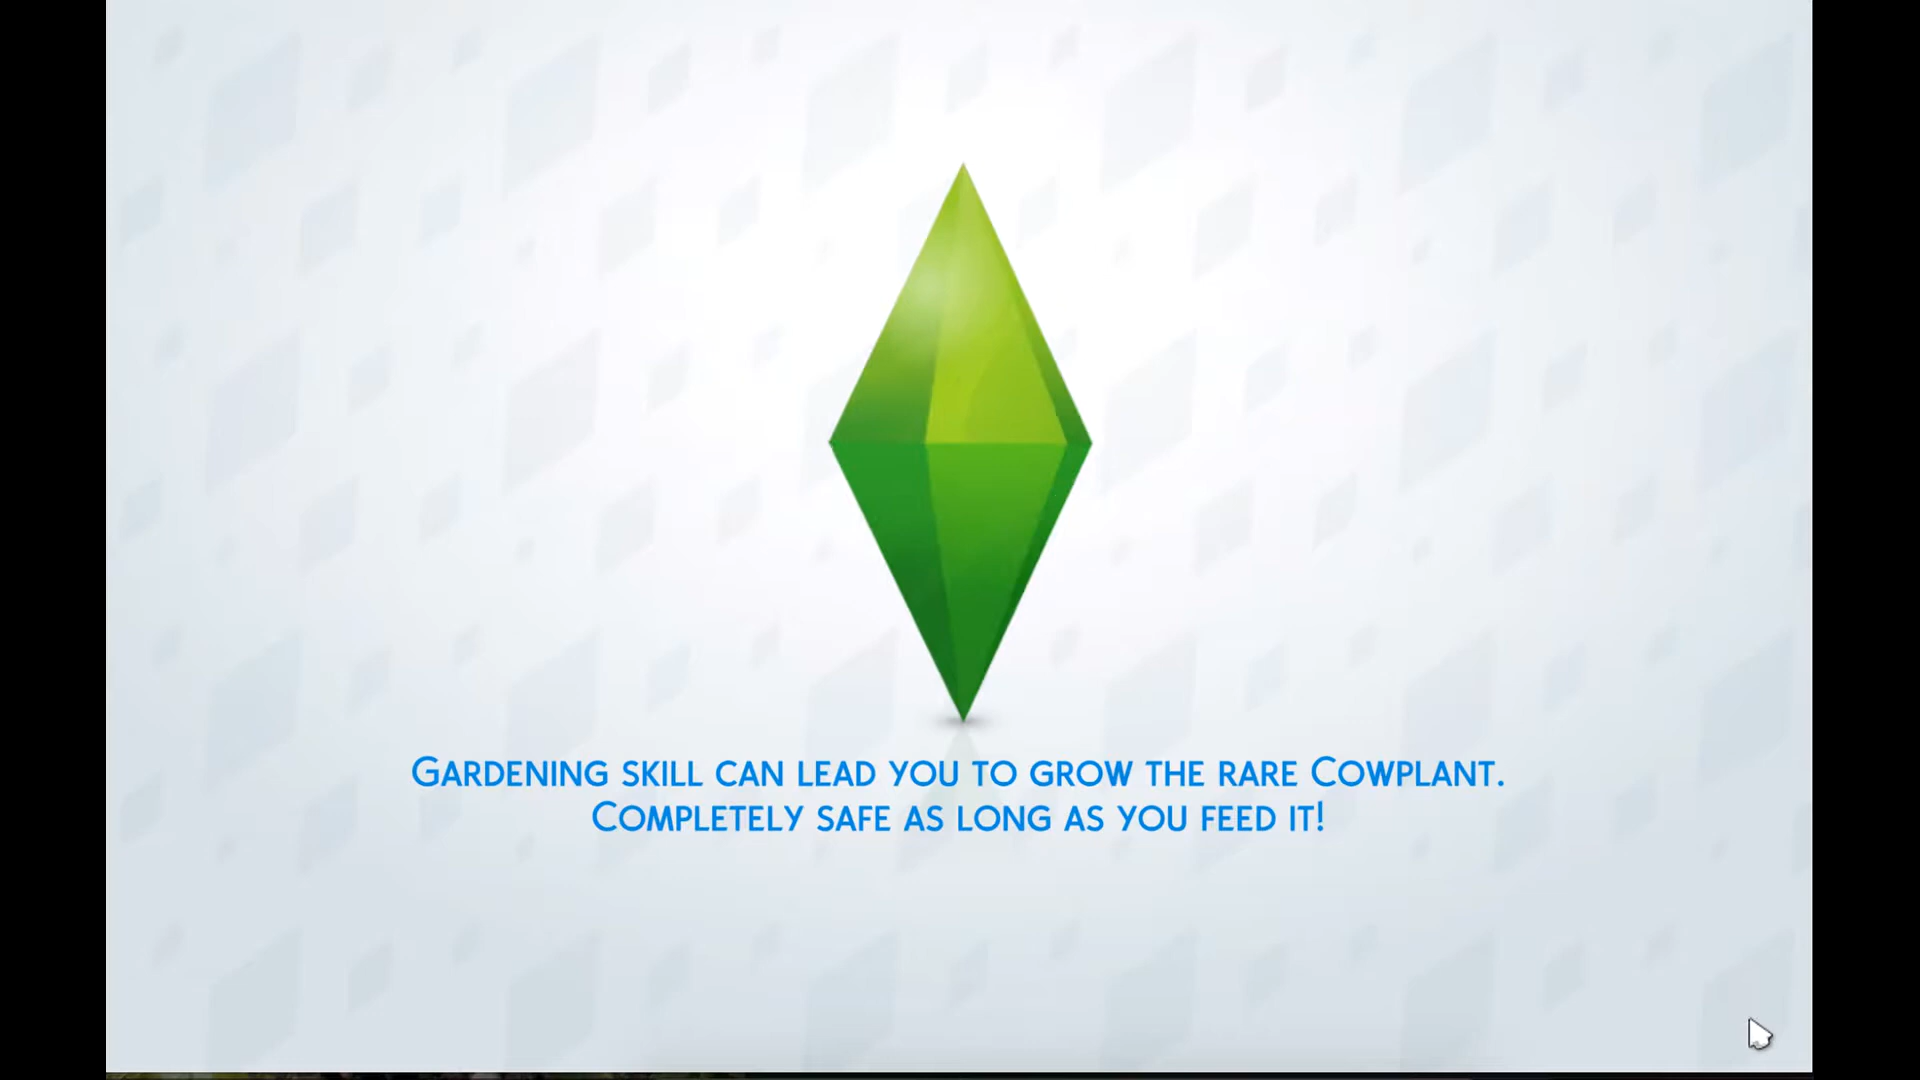 Gardening skill can lead you to grow the rare Cowplant.
Completely safe as long as you feed it!